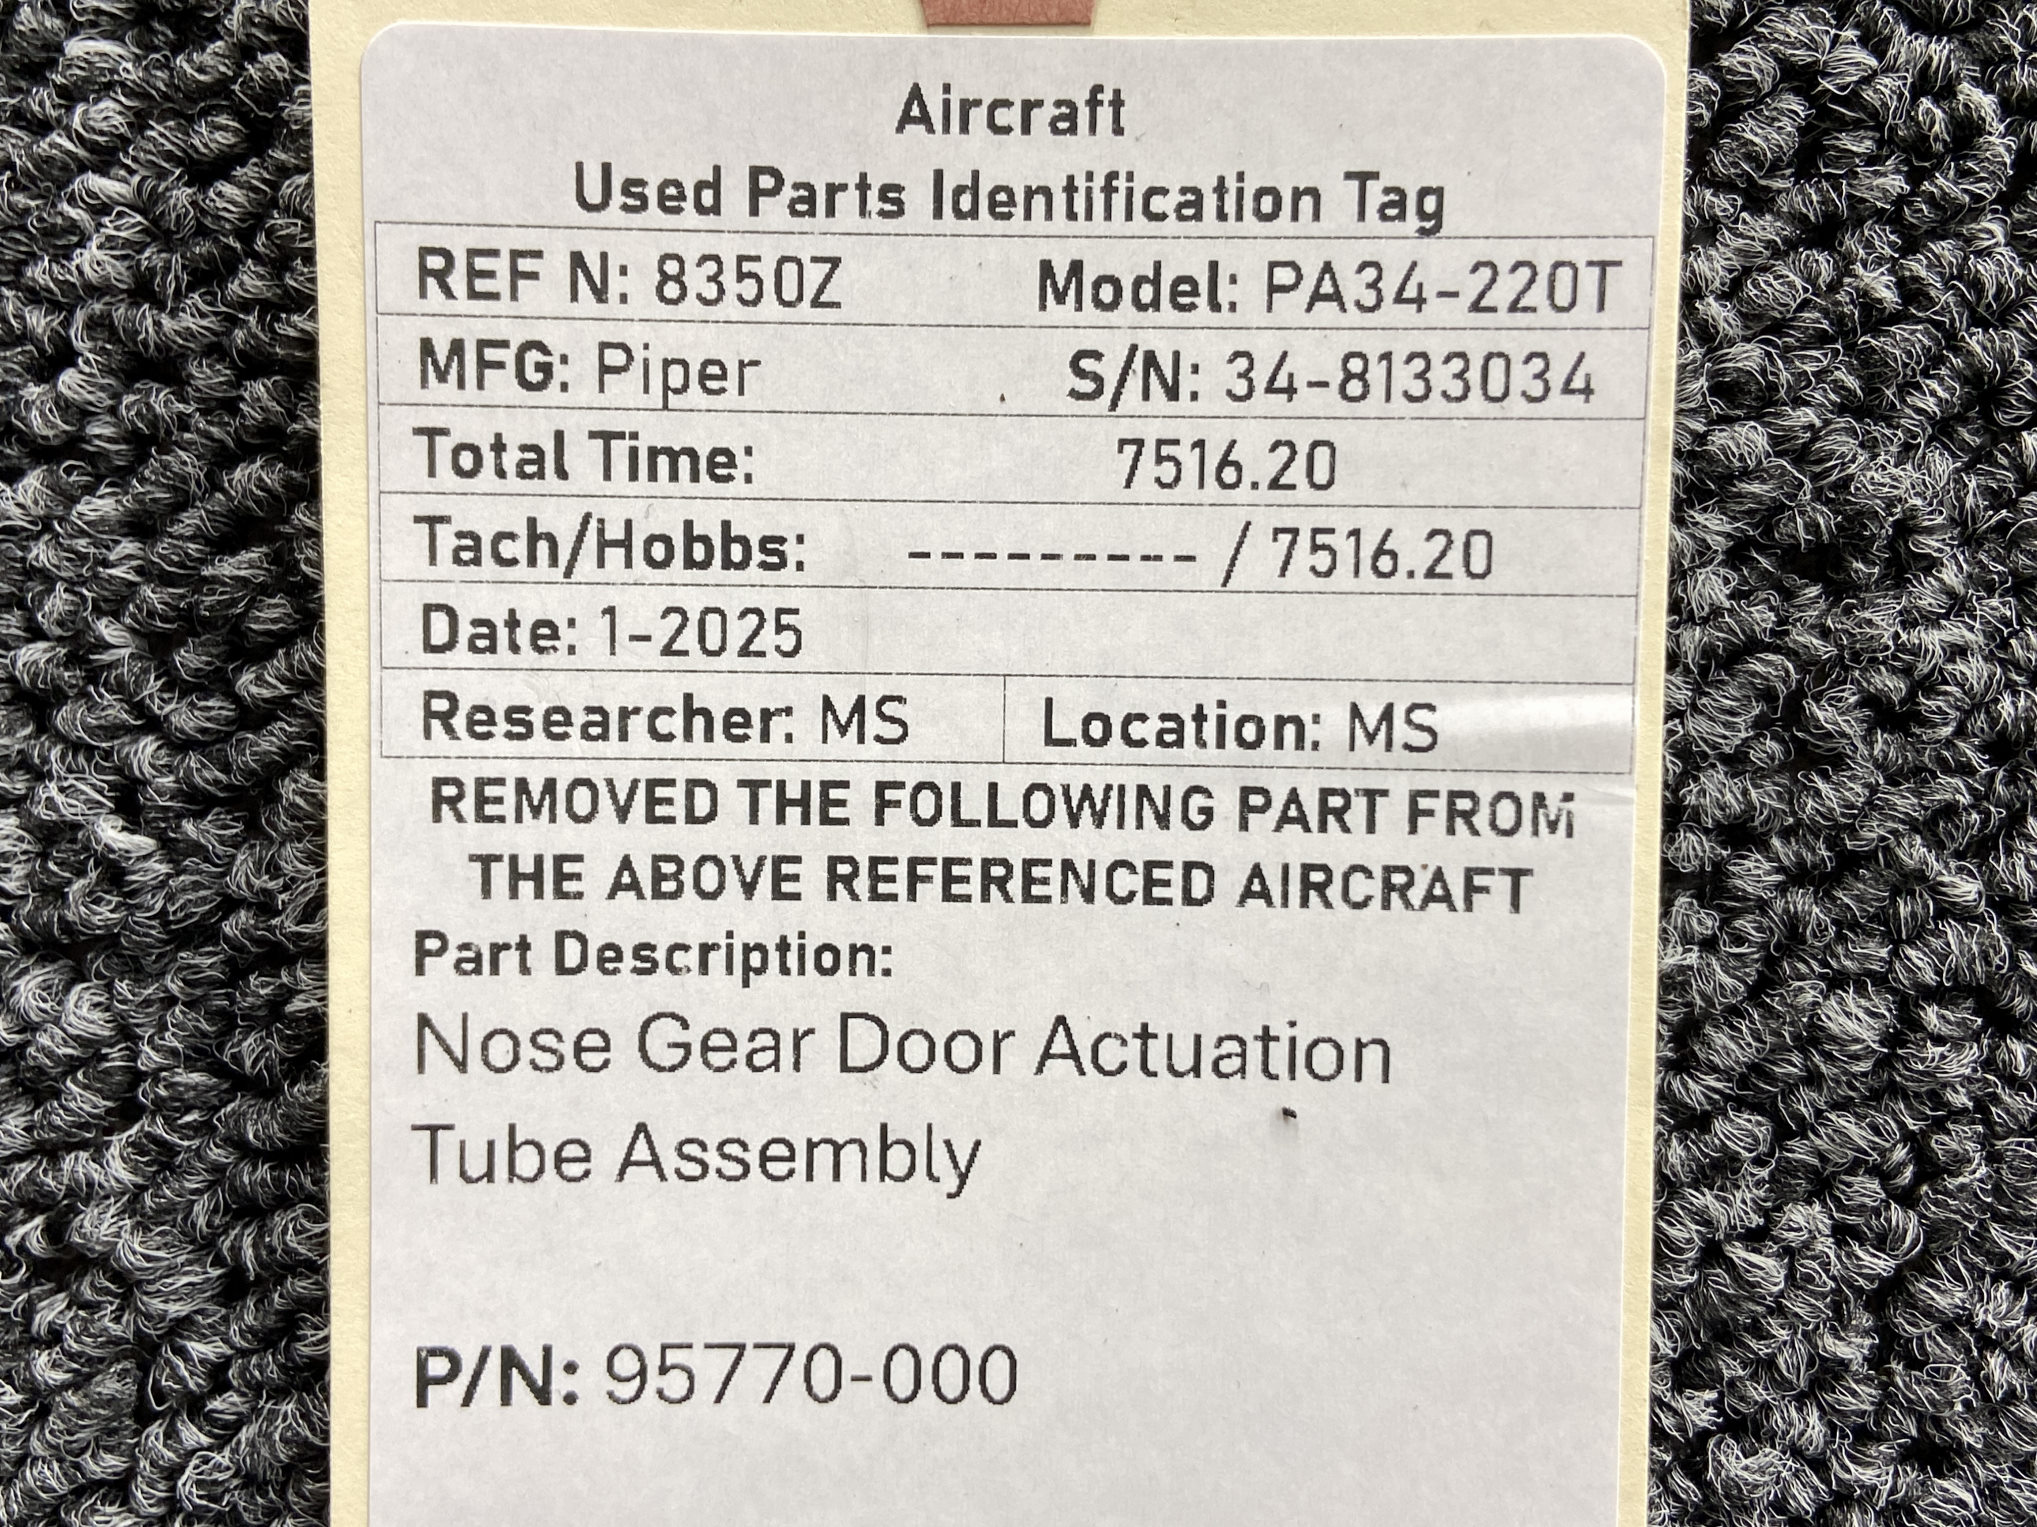 Aircraft
Used Parts Identification Tag
REF N: 8350Z Model: PA34-220T
MFG: Piper S/N: 34-8133034
Total Time: 7516.20
Tach/Hobbs: --------- / 7516.20
Date: 1-2025
Researcher: MS Location: MS
REMOVED THE FOLLOWING PART FROM
THE ABOVE REFERENCED AIRCRAFT
Part Description:
Nose Gear Door Actuation
Tube Assembly
P/N: 95770-000